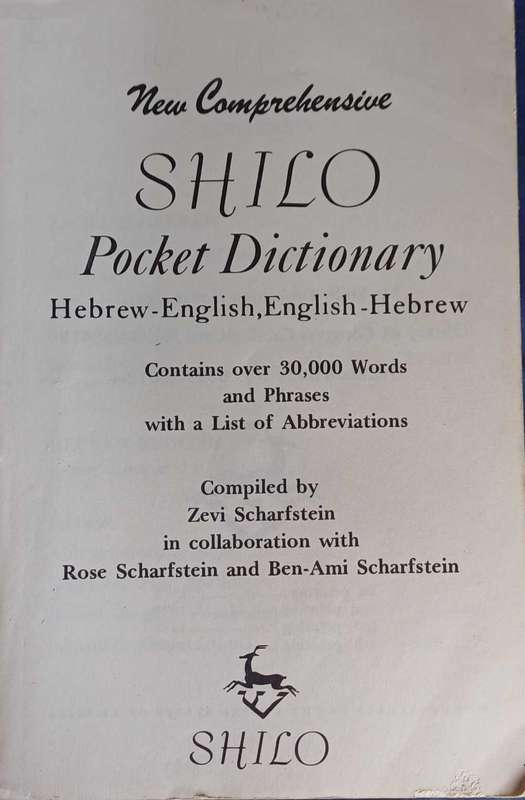 New Comprehensive
SHILO
Pocket Dictionary
Hebrew-English,English-Hebrew
Contains over 30,000 Words
and Phrases
with a List of Abbreviations
Compiled by
Zevi Scharfstein
in collaboration with
Rose Scharfstein and Ben-Ami Scharfstein
SHILO